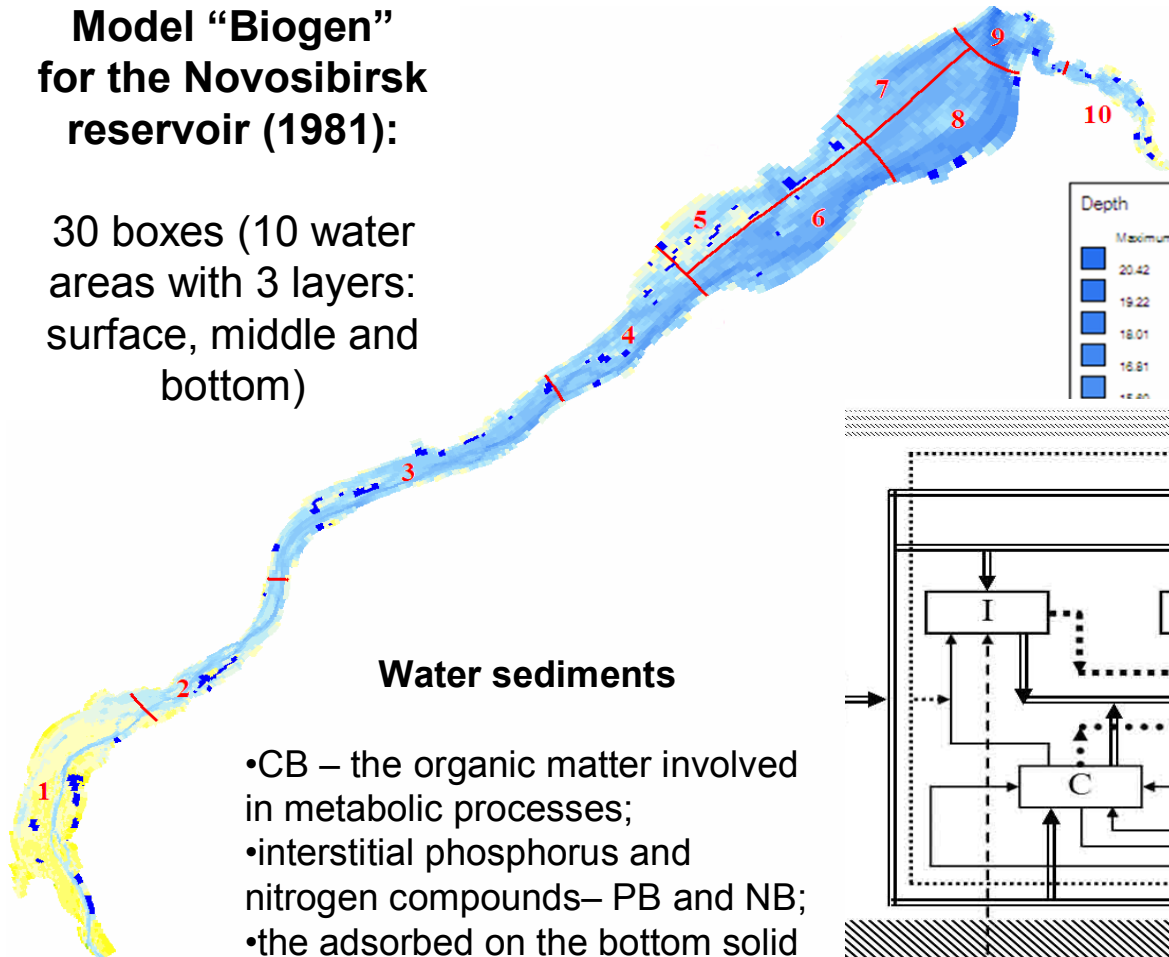 Model “Biogen”
for the Novosibirsk
reservoir (1981):
30 boxes (10 water
areas with 3 layers:
surface, middle and
bottom)
9
7
10
8
5
6
4
3
2
1
Depth
Maximum
20.42
19.22
18.01
16.81
15.60
I
C
Water sediments
•CB – the organic matter involved
in metabolic processes;
•interstitial phosphorus and
nitrogen compounds– PB and NB;
•the adsorbed on the bottom solid